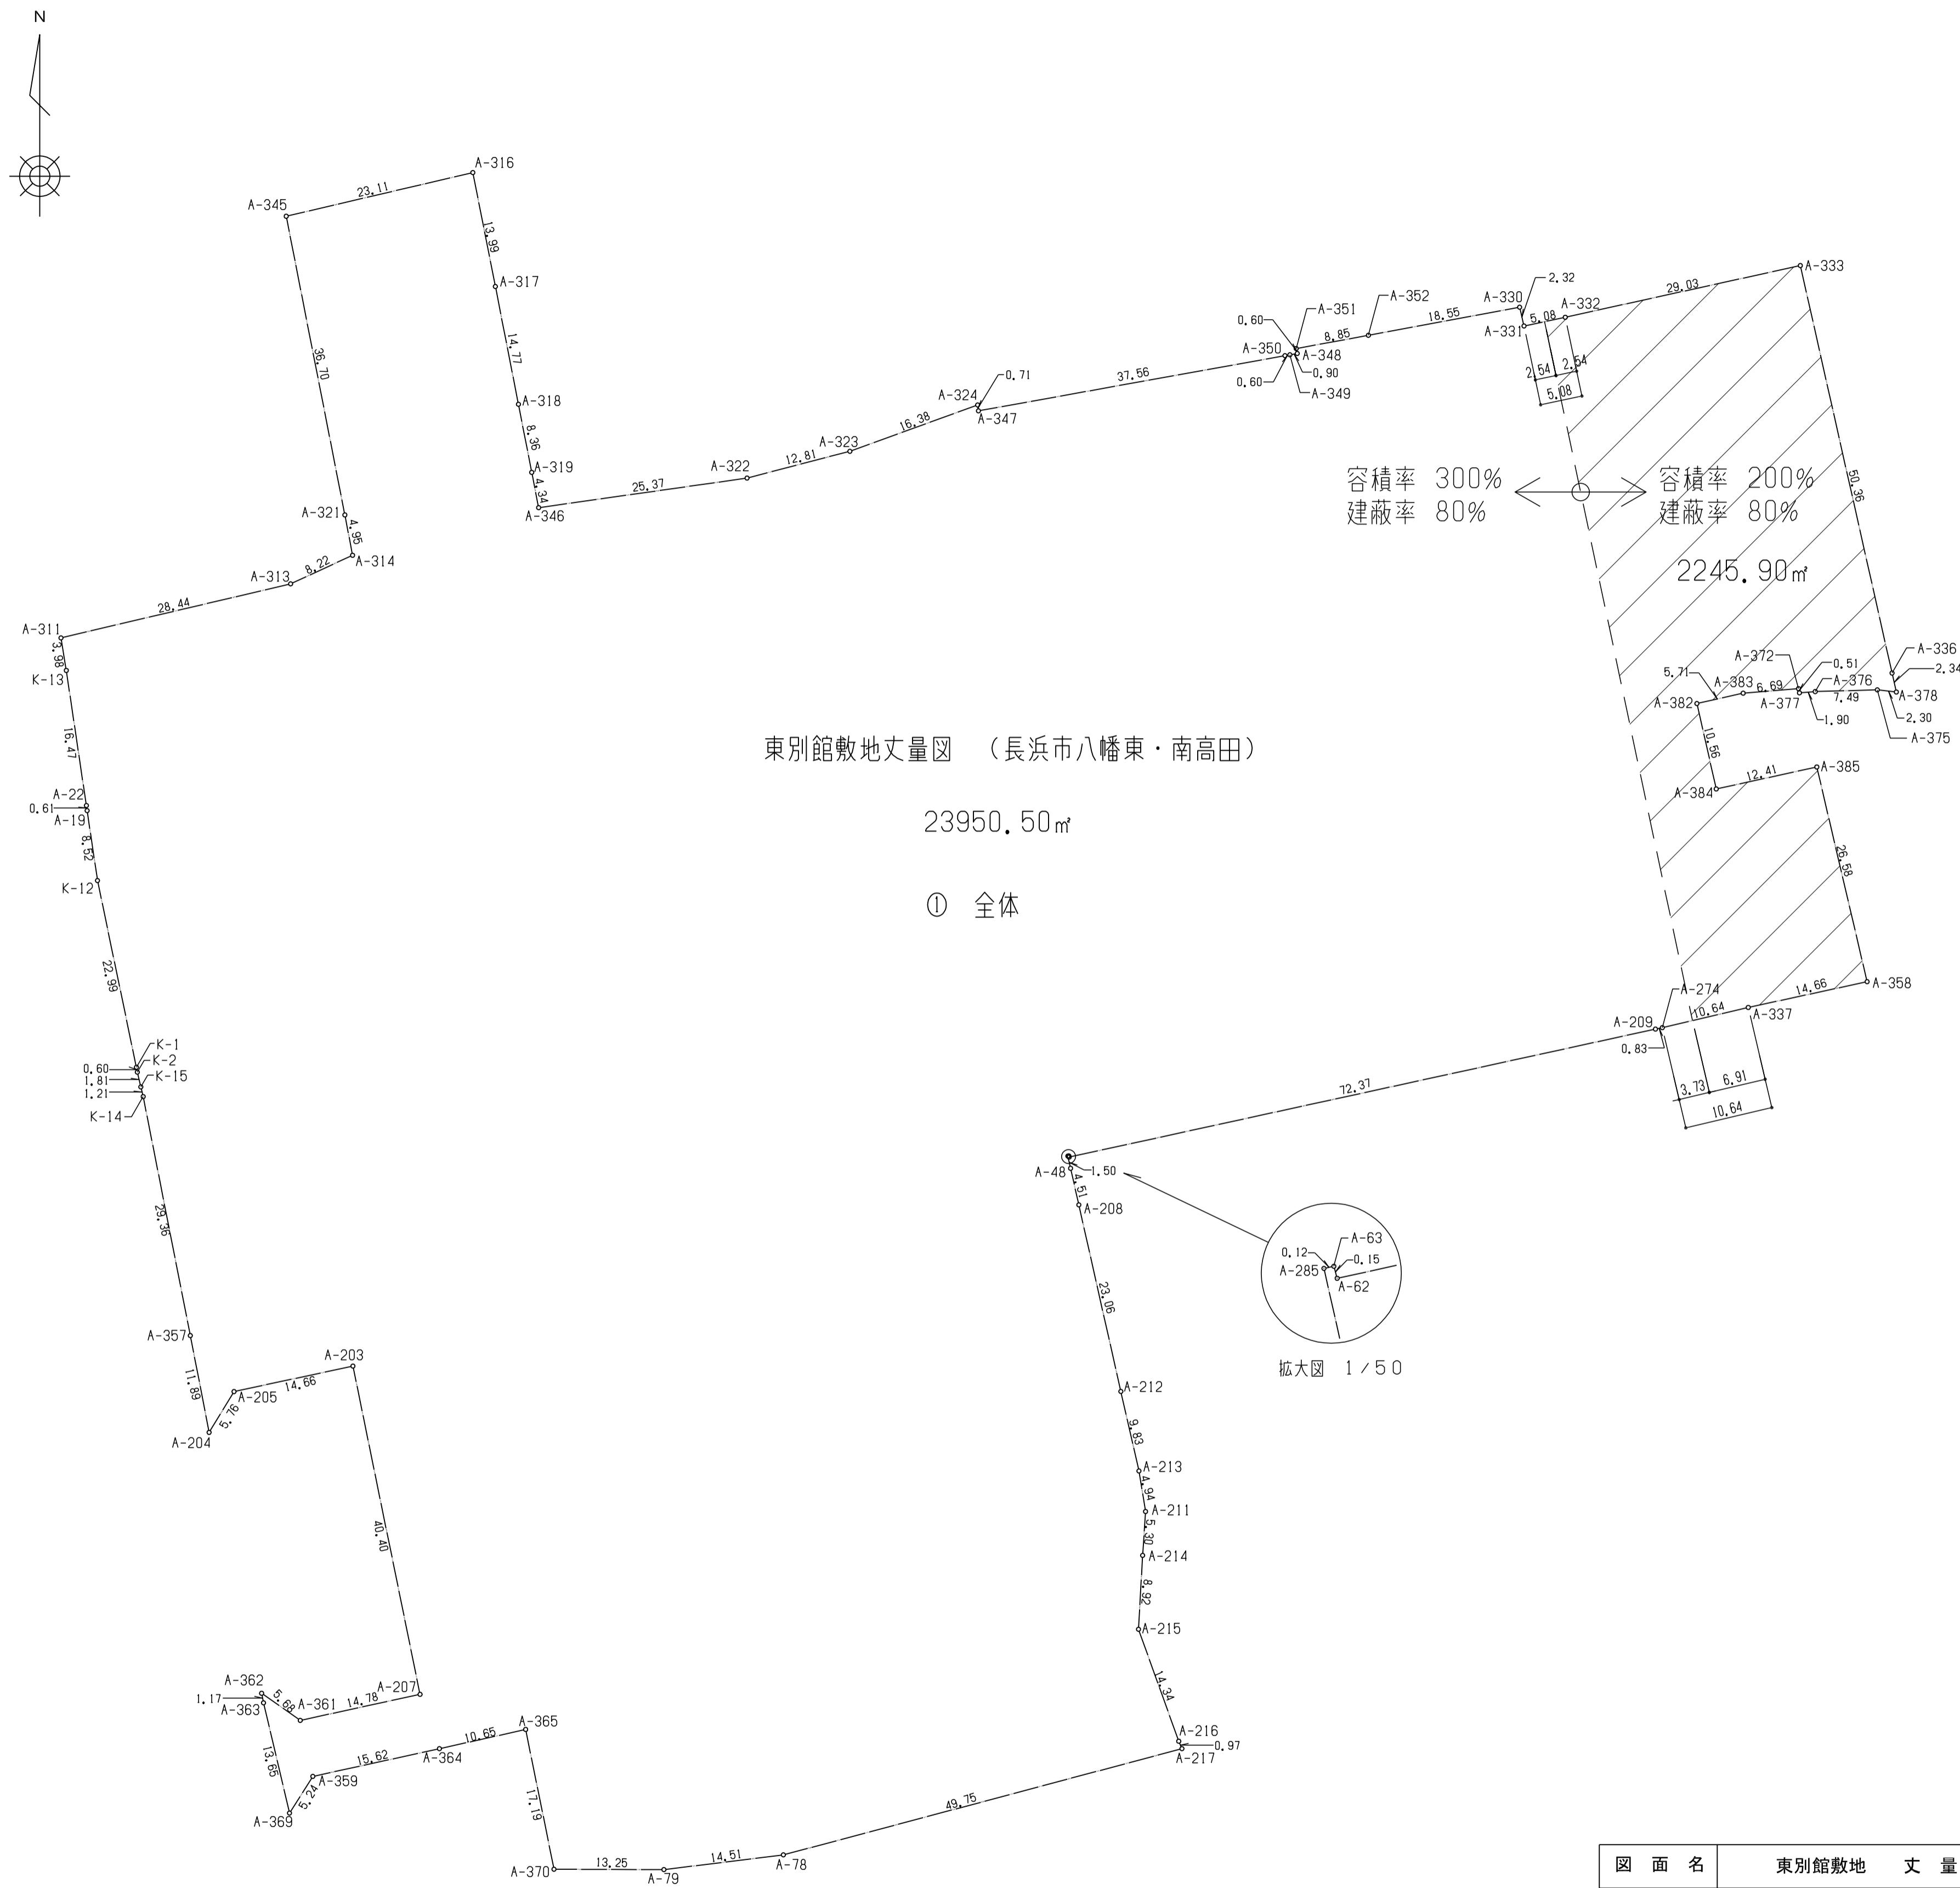 N
A-316
23.11
A-345
13.99
A-317
36.70
14.77
A-318
8.36
A-319
4.34
A-346
A-321
4.95
A-314
8.22
A-313
28.44
A-311
3.98
K-13
16.47
A-22
0.61
A-19
8.52
K-12
22.99
K-1
K-2
0.60
1.81
K-15
1.21
K-14
29.36
A-357
11.89
A-204
5.76
A-205
14.66
A-203
40.40
A-207
14.78
A-361
5.68
A-362
1.17
A-363
13.65
A-369
5.24
A-359
15.62
A-364
10.65
A-365
17.19
A-370
13.25
A-79
14.51
A-78
49.75
A-217
0.97
A-216
14.34
A-215
8.92
A-214
5.30
A-211
4.94
A-213
9.83
A-212
23.06
A-208
4.51
A-48
1.50
72.37
0.12
A-63
0.15
A-285
A-62
拡大図 1/50
25.37
A-322
12.81
A-323
16.38
A-324
0.71
A-347
37.56
A-350
0.60
A-349
0.90
A-348
0.60
A-351
8.85
A-352
18.55
A-330
2.32
A-331
5.08
A-332
29.03
A-333
2.54
2.54
5.08
容積率 300%
建蔽率 80%
容積率 200%
建蔽率 80%
2245.90㎡
50.36
A-336
2.34
A-378
2.30
A-375
7.49
A-376
1.90
A-377
0.51
A-372
6.69
A-383
5.71
A-382
10.56
A-384
12.41
A-385
26.58
A-358
14.66
A-337
10.64
A-274
A-209
0.83
3.73
6.91
10.64
東別館敷地丈量図 （長浜市八幡東・南高田）
23950.50㎡
① 全体
図 面 名
東別館敷地 丈 量